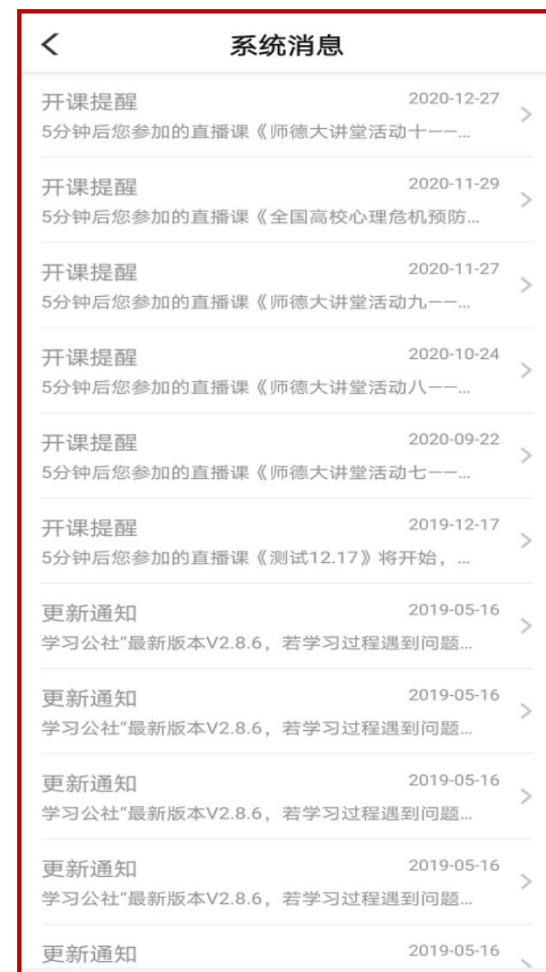 系统消息
开课提醒 2020-12-27
5分钟后您参加的直播课《师德大讲堂活动十——...
开课提醒 2020-11-29
5分钟后您参加的直播课《全国高校心理危机预防...
开课提醒 2020-11-27
5分钟后您参加的直播课《师德大讲堂活动九——...
开课提醒 2020-10-24
5分钟后您参加的直播课《师德大讲堂活动八——...
开课提醒 2020-09-22
5分钟后您参加的直播课《师德大讲堂活动七——...
开课提醒 2019-12-17
5分钟后您参加的直播课《测试12.17》将开始，...
更新通知 2019-05-16
学习公社“最新版本V2.8.6，若学习过程遇到问题...
更新通知 2019-05-16
学习公社“最新版本V2.8.6，若学习过程遇到问题...
更新通知 2019-05-16
学习公社“最新版本V2.8.6，若学习过程遇到问题...
更新通知 2019-05-16
学习公社“最新版本V2.8.6，若学习过程遇到问题...
更新通知 2019-05-16